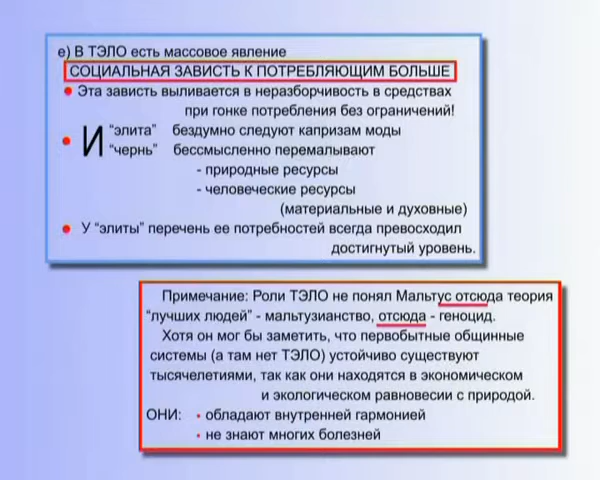 е) В ТЭЛО есть массовое явление
СОЦИАЛЬНАЯ ЗАВИСТЬ К ПОТРЕБЛЯЮЩИМ БОЛЬШЕ
• Эта зависть выливается в неразборчивость в средствах
при гонке потребления без ограничений!
• И "элита" бездумно следуют капризам моды
"чернь" бессмысленно перемалывают
- природные ресурсы
- человеческие ресурсы
(материальные и духовные)
• У "элиты" перечень ее потребностей всегда превосходил
достигнутый уровень.
Примечание: Роли ТЭЛО не понял Мальтус отсюда теория
"лучших людей" - мальтузианство, отсюда - геноцид.
Хотя он мог бы заметить, что первобытные общинные
системы (а там нет ТЭЛО) устойчиво существуют
тысячелетиями, так как они находятся в экономическом
и экологическом равновесии с природой.
ОНИ: • обладают внутренней гармонией
• не знают многих болезней